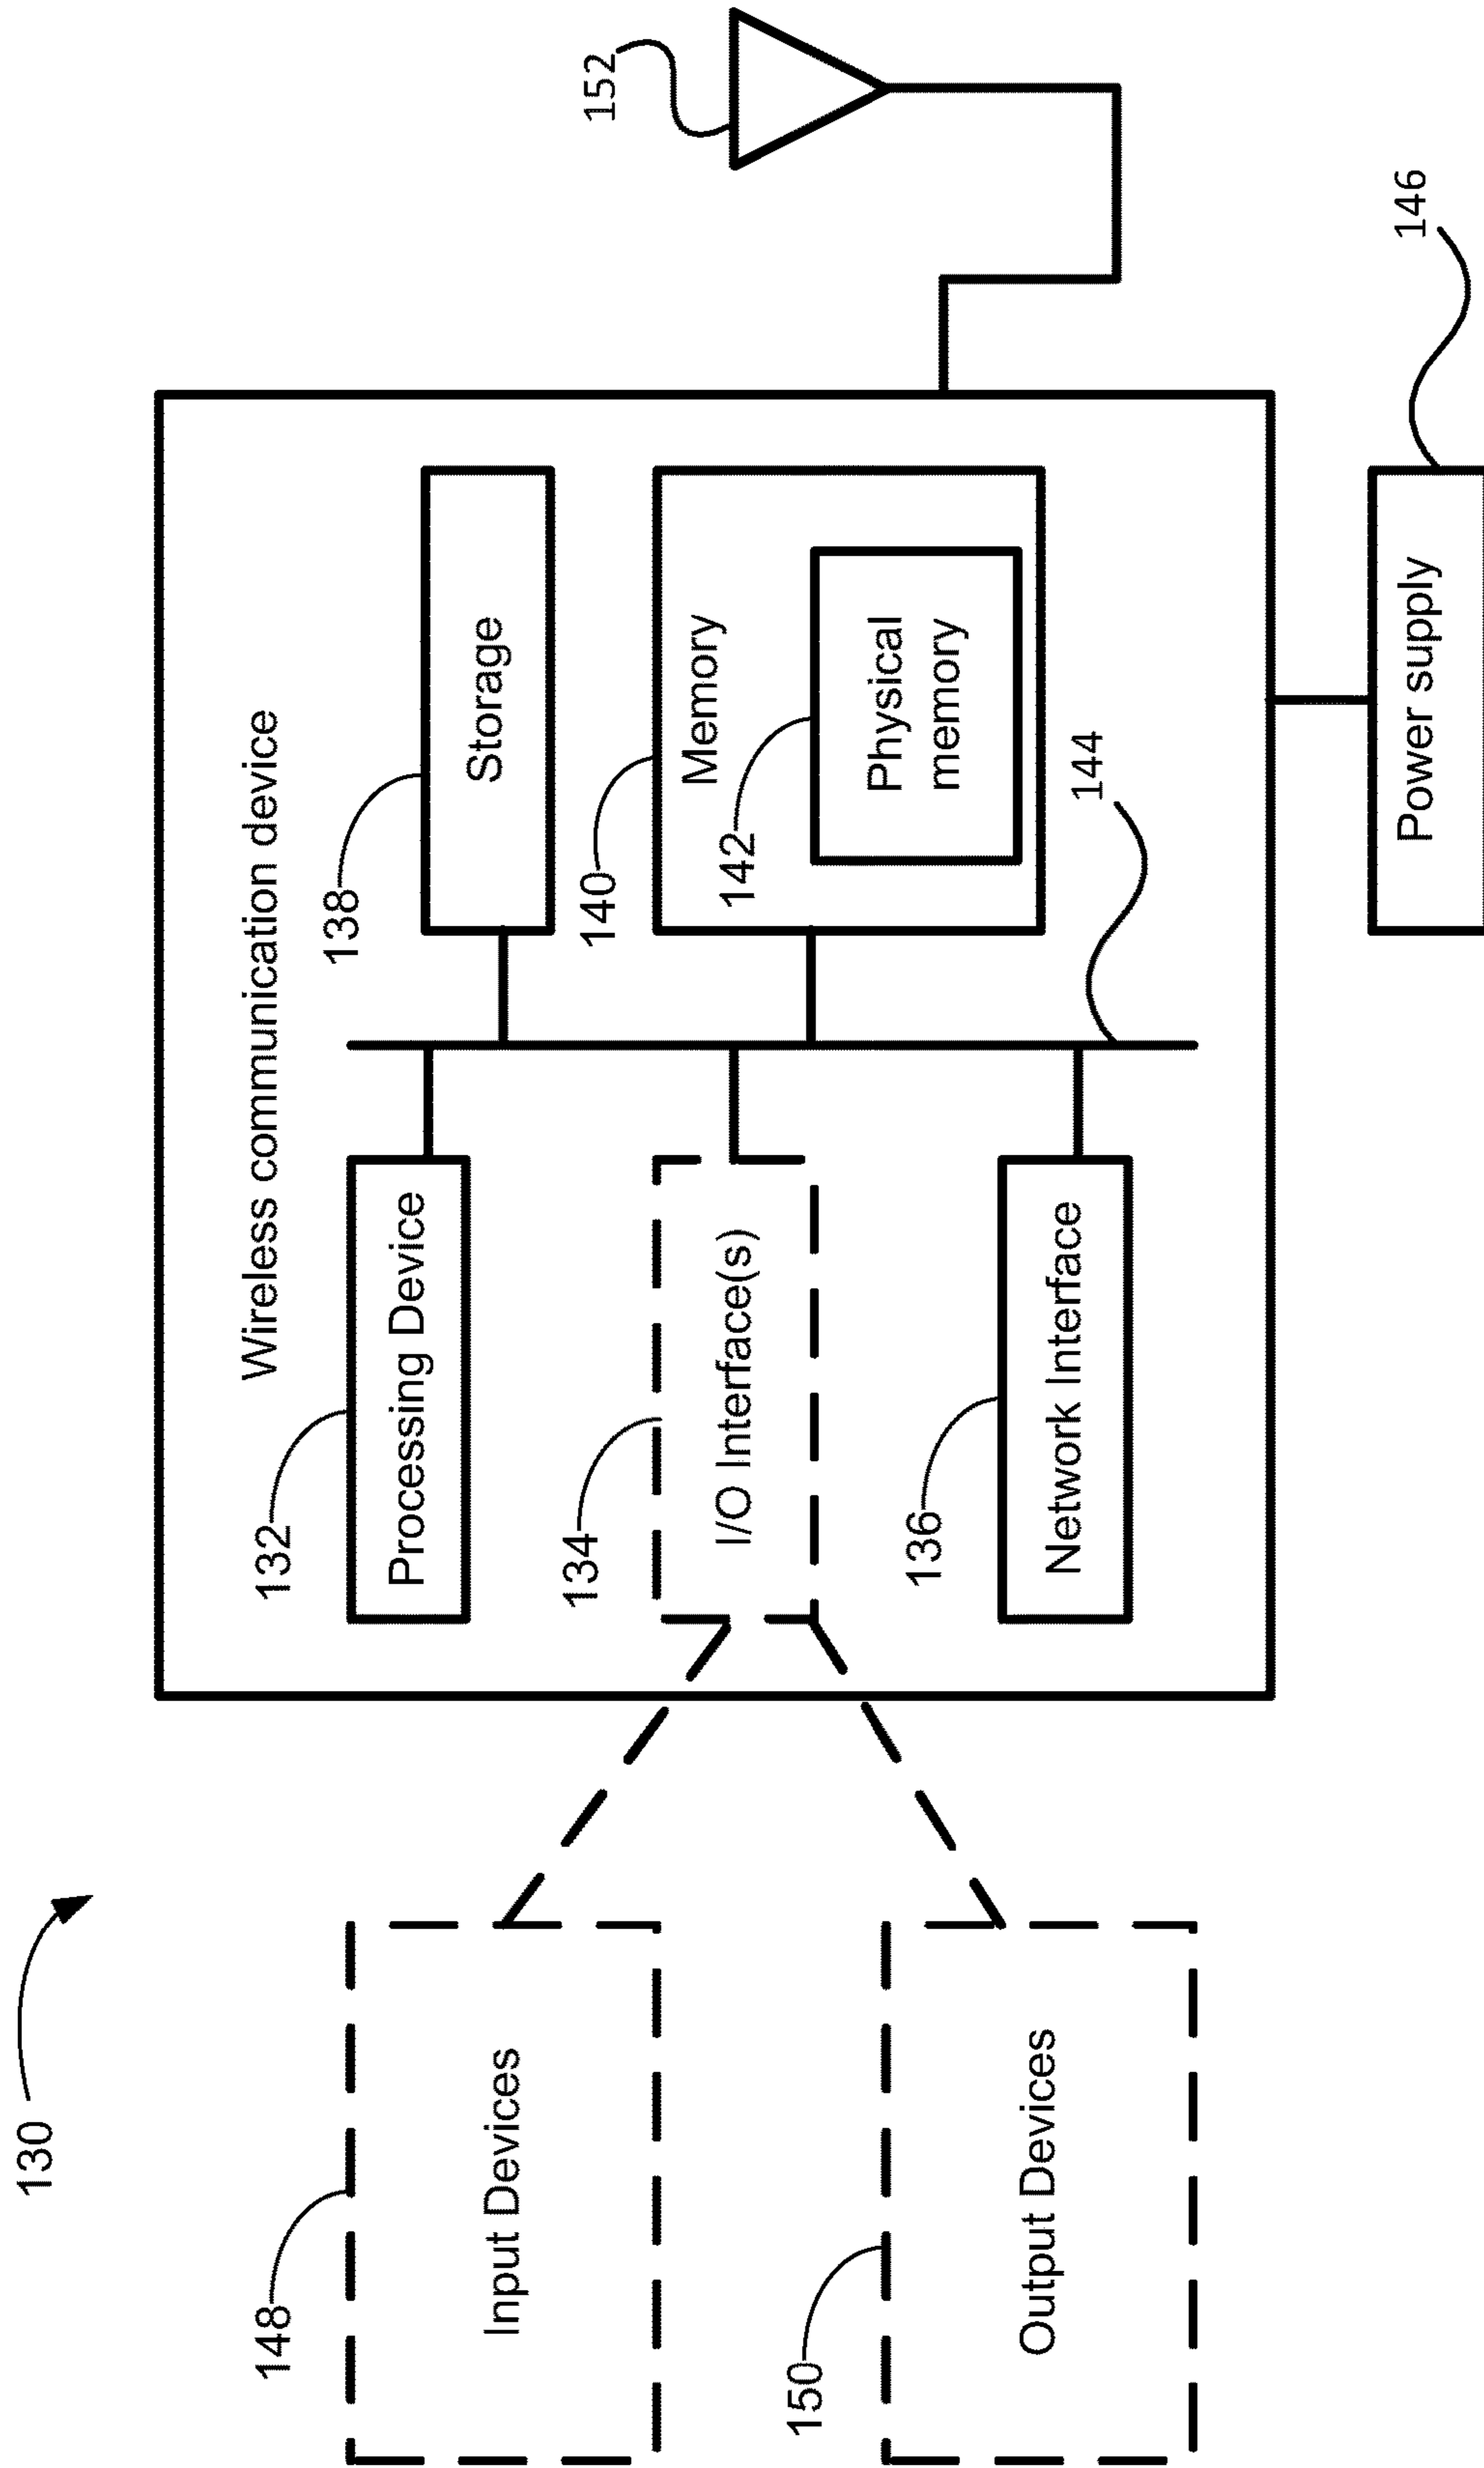 130
152
Wireless communication device
132
Processing Device
138
Storage
148
Input Devices
134
I/O Interface(s)
140
Memory
142
Physical
memory
150
Output Devices
136
Network Interface
144
146
Power supply